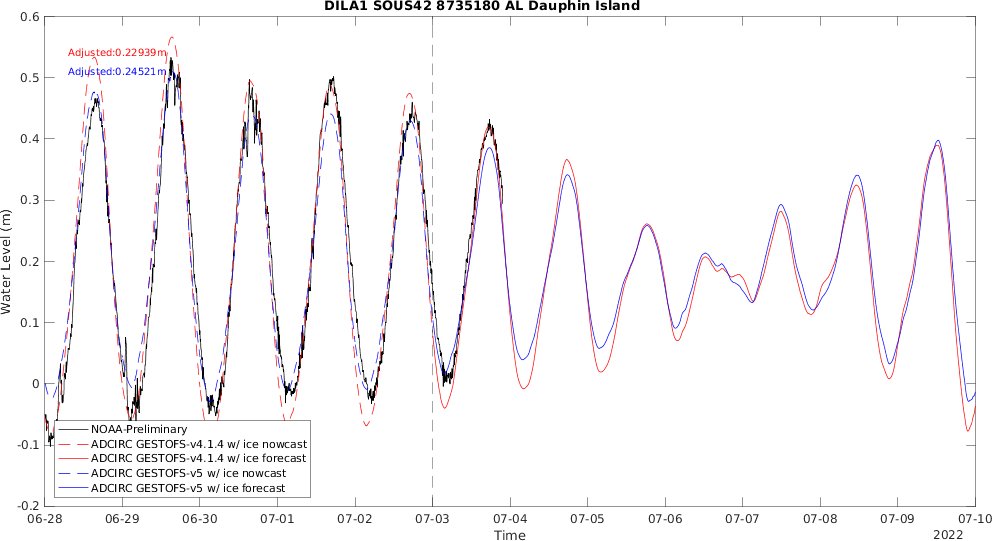 DILA1 SOUS42 8735180 AL Dauphin Island
0.6
0.5
0.4
0.3
0.2
0.1
0
-0.1
-0.2
Water Level (m)
Adjusted:0.22939m
Adjusted:0.24521m
NOAA-Preliminary
ADCIRC GESTOFS-v4.1.4 w/ ice nowcast
ADCIRC GESTOFS-v4.1.4 w/ ice forecast
ADCIRC GESTOFS-v5 w/ ice nowcast
ADCIRC GESTOFS-v5 w/ ice forecast
06-28 06-29 06-30 07-01 07-02 07-03 07-04 07-05 07-06 07-07 07-08 07-09 07-10
Time
2022